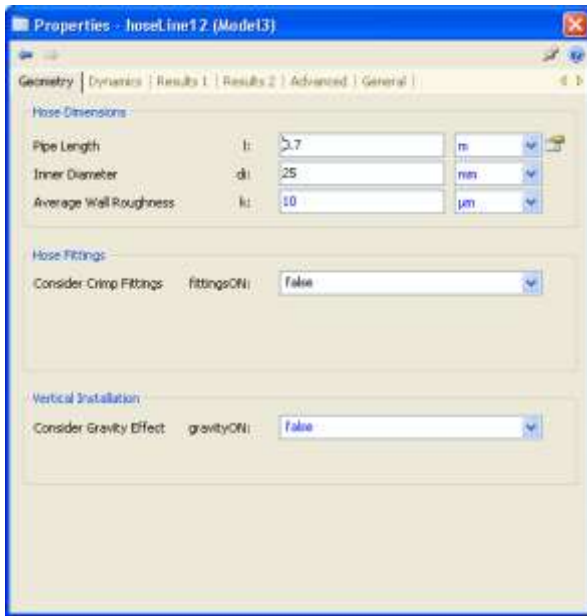 Properties - hoseLine12 (Model3)
Geometry | Dynamics | Results 1 | Results 2 | Advanced | General |
Hose Dimensions
Pipe Length l: m
Inner Diameter di: 25 mm
Average Wall Roughness k: 10 µm
Hose Fittings
Consider Crimp Fittings fittingsON: false
Vertical Installation
Consider Gravity Effect gravityON: false